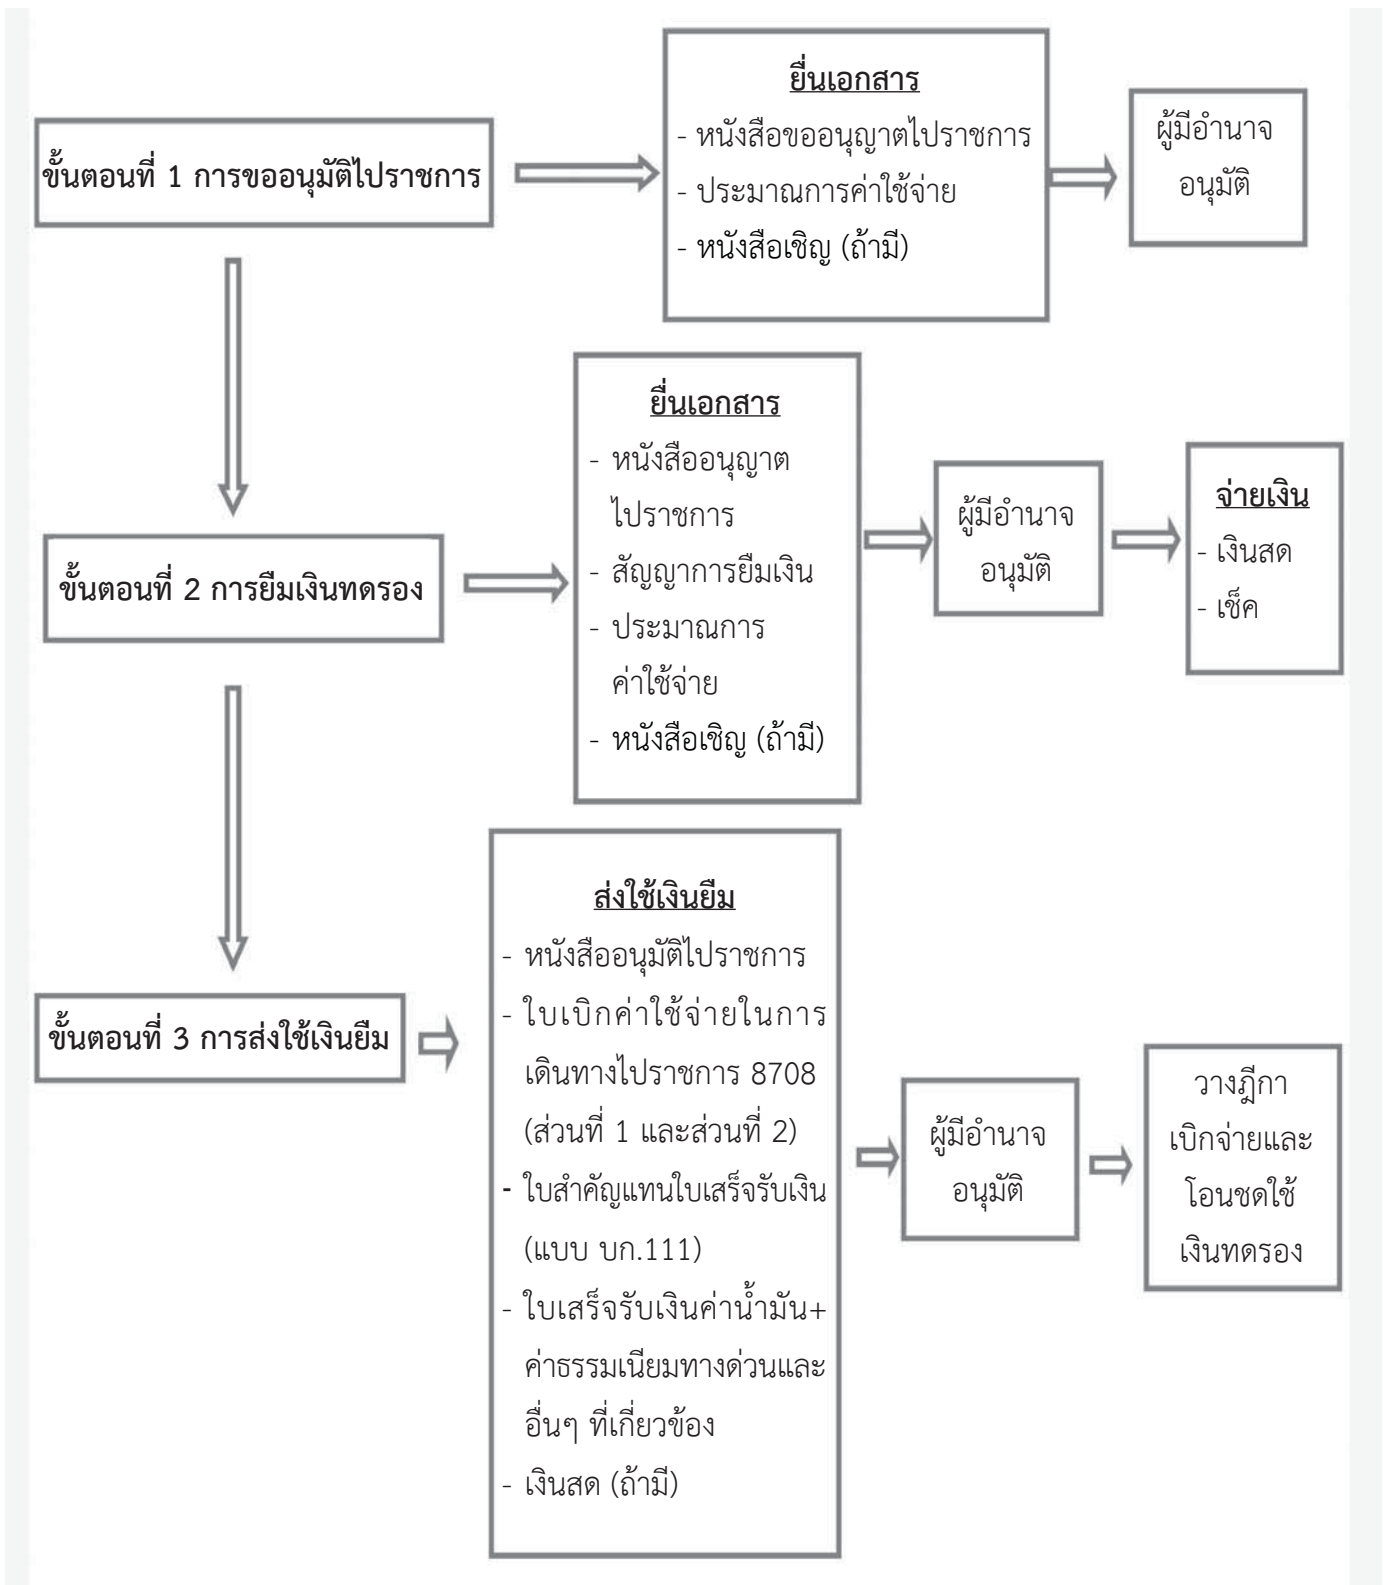 ขั้นตอนที่ 1 การขออนุมัติไปราชการ
ยื่นเอกสาร
- หนังสือขออนุญาตไปราชการ
- ประมาณการค่าใช้จ่าย
- หนังสือเชิญ (ถ้ามี)
ผู้มีอำนาจ
อนุมัติ
ขั้นตอนที่ 2 การยืมเงินทดรอง
ยื่นเอกสาร
- หนังสืออนุญาต
ไปราชการ
- สัญญาการยืมเงิน
- ประมาณการ
ค่าใช้จ่าย
- หนังสือเชิญ (ถ้ามี)
ผู้มีอำนาจ
อนุมัติ
จ่ายเงิน
- เงินสด
- เช็ค
ขั้นตอนที่ 3 การส่งใช้เงินยืม
ส่งใช้เงินยืม
- หนังสืออนุมัติไปราชการ
- ใบเบิกค่าใช้จ่ายในการ
เดินทางไปราชการ 8708
(ส่วนที่ 1 และส่วนที่ 2)
- ใบสำคัญแทนใบเสร็จรับเงิน
(แบบ บก.111)
- ใบเสร็จรับเงินค่าน้ำมัน+
ค่าธรรมเนียมทางด่วนและ
อื่นๆ ที่เกี่ยวข้อง
- เงินสด (ถ้ามี)
ผู้มีอำนาจ
อนุมัติ
วางฎีกา
เบิกจ่ายและ
โอนชดใช้
เงินทดรอง